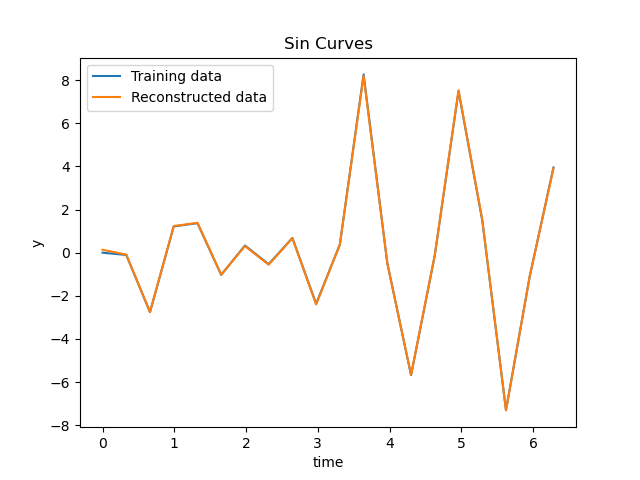 Sin Curves
Training data
Reconstructed data
y
8
6
4
2
0
−2
−4
−6
−8
0 1 2 3 4 5 6
time